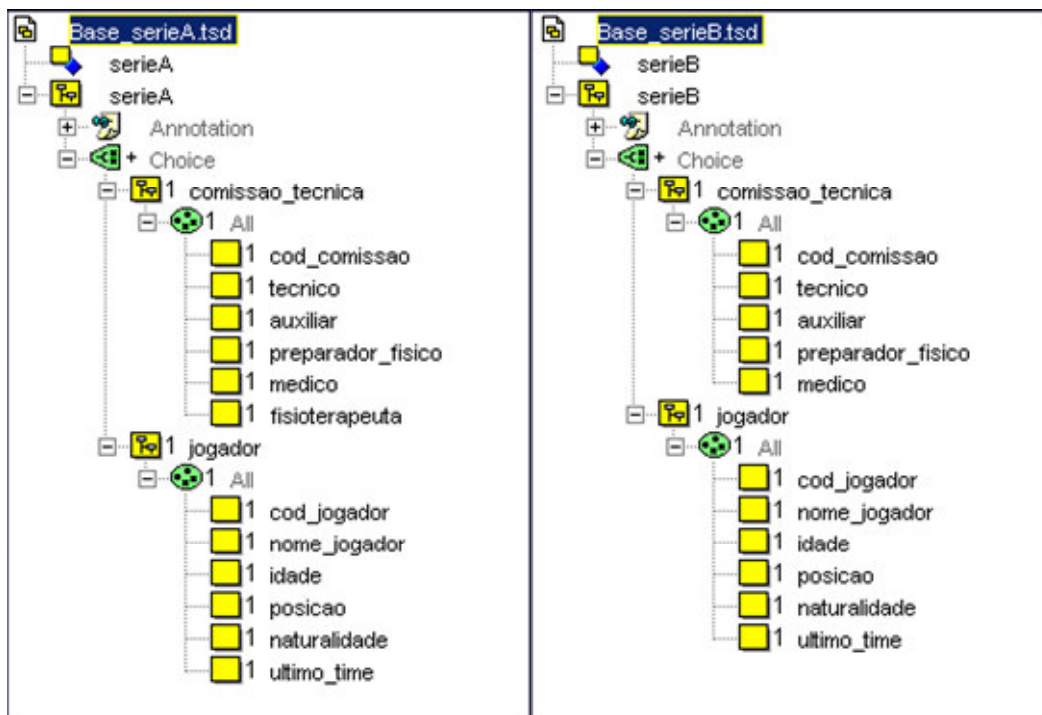 Base_serieA.tsd
serieA
serieA
Annotation
+ Choice
1 comissao_tecnica
1 All
1 cod_comissao
1 tecnico
1 auxiliar
1 preparador_fisico
1 medico
1 fisioterapeuta
1 jogador
1 All
1 cod_jogador
1 nome_jogador
1 idade
1 posicao
1 naturalidade
1 ultimo_time
Base_serieB.tsd
serieB
serieB
Annotation
+ Choice
1 comissao_tecnica
1 All
1 cod_comissao
1 tecnico
1 auxiliar
1 preparador_fisico
1 medico
1 jogador
1 All
1 cod_jogador
1 nome_jogador
1 idade
1 posicao
1 naturalidade
1 ultimo_time